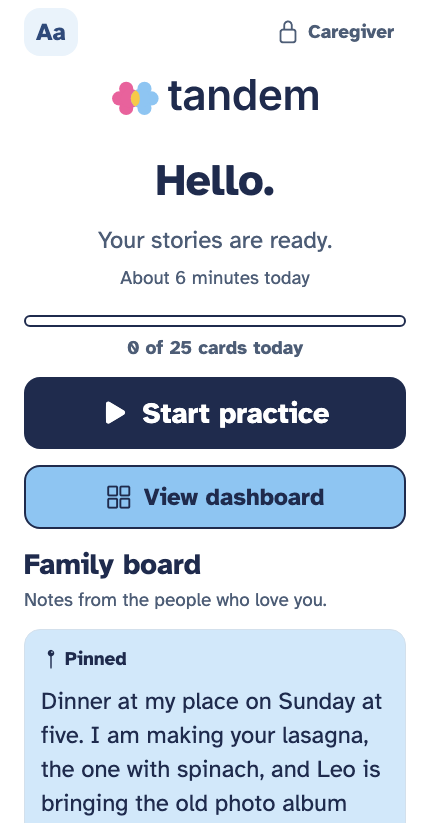 Aa
Caregiver
tandem
Hello.
Your stories are ready.
About 6 minutes today
0 of 25 cards today
Start practice
View dashboard
Family board
Notes from the people who love you.
Pinned
Dinner at my place on Sunday at
five. I am making your lasagna,
the one with spinach, and Leo is
bringing the old photo album